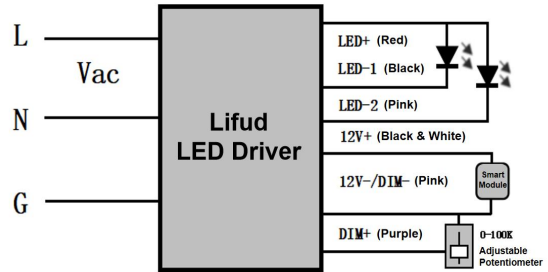 L
Vac
N
G
Lifud
LED Driver
LED+ (Red)
LED-1 (Black)
LED-2 (Pink)
12V+ (Black & White)
12V-/DIM- (Pink)
DIM+ (Purple)
Smart
Module
0-100K
Adjustable
Potentiometer